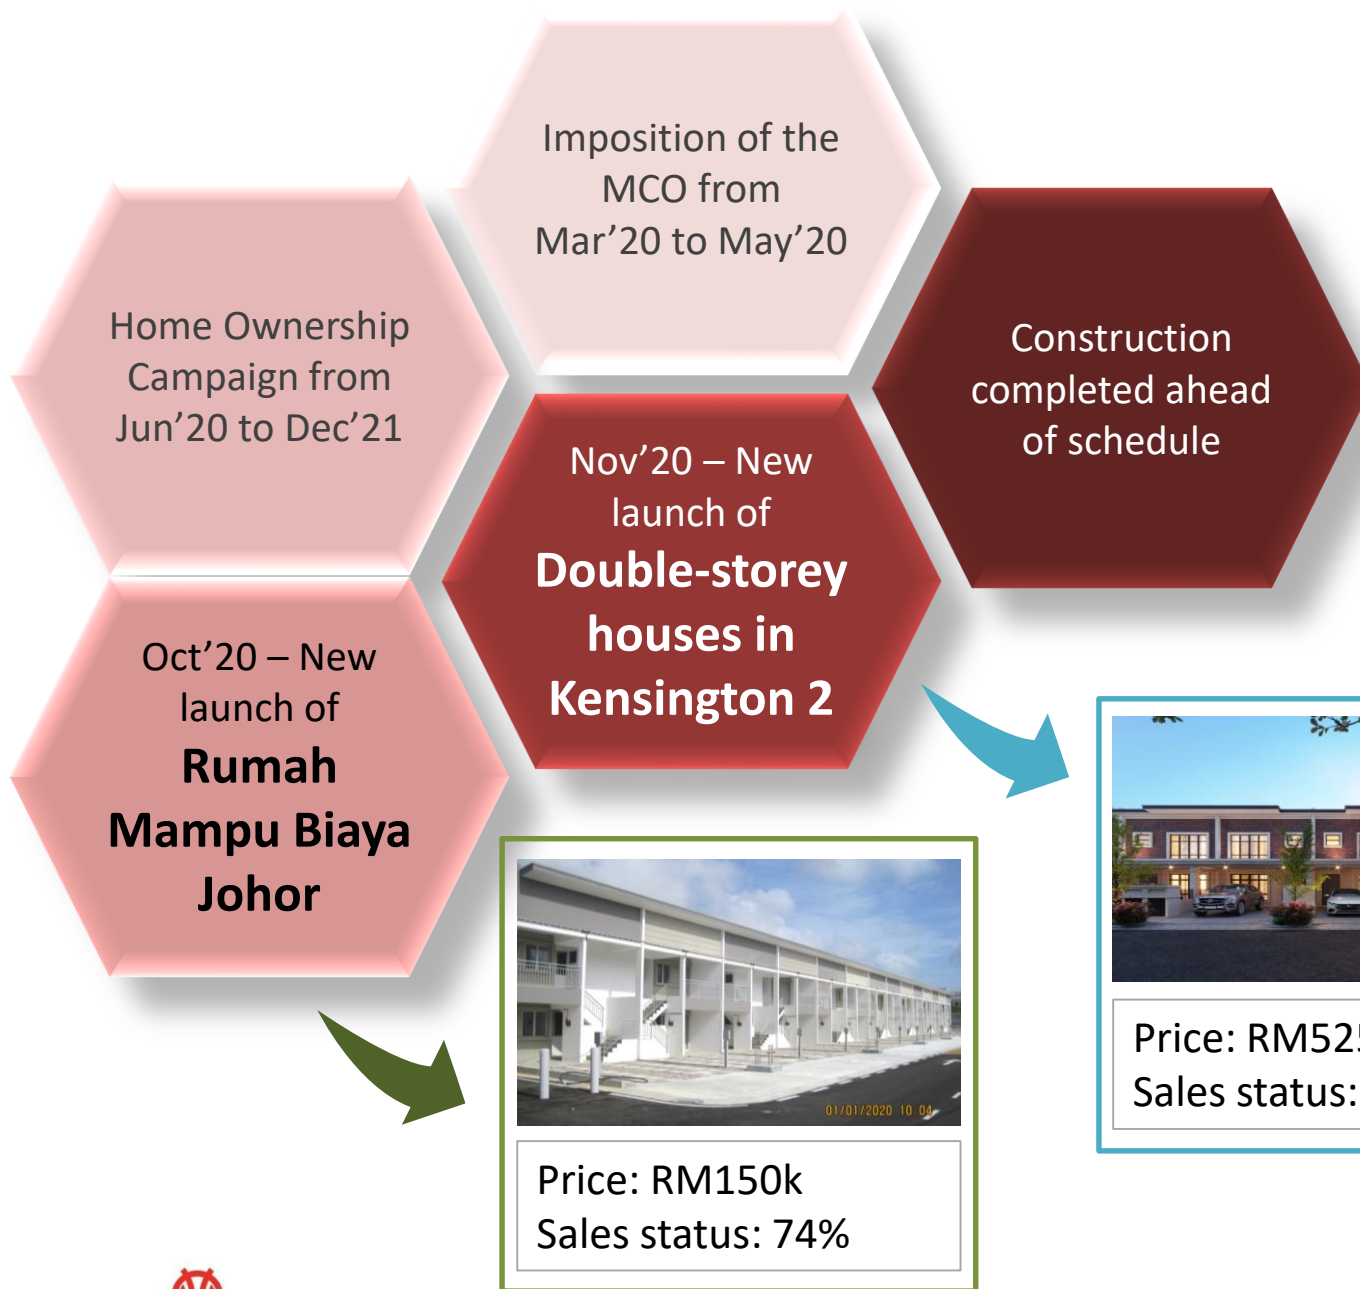 Imposition of the
MCO from
Mar’20 to May’20
Home Ownership
Campaign from
Jun’20 to Dec’21
Construction
completed ahead
of schedule
Nov’20 – New
launch of
Double-storey
houses in
Kensington 2
Oct’20 – New
launch of
Rumah
Mampu Biaya
Johor
01/01/2020 10 04
Price: RM150k
Sales status: 74%
Price: RM525
Sales status: